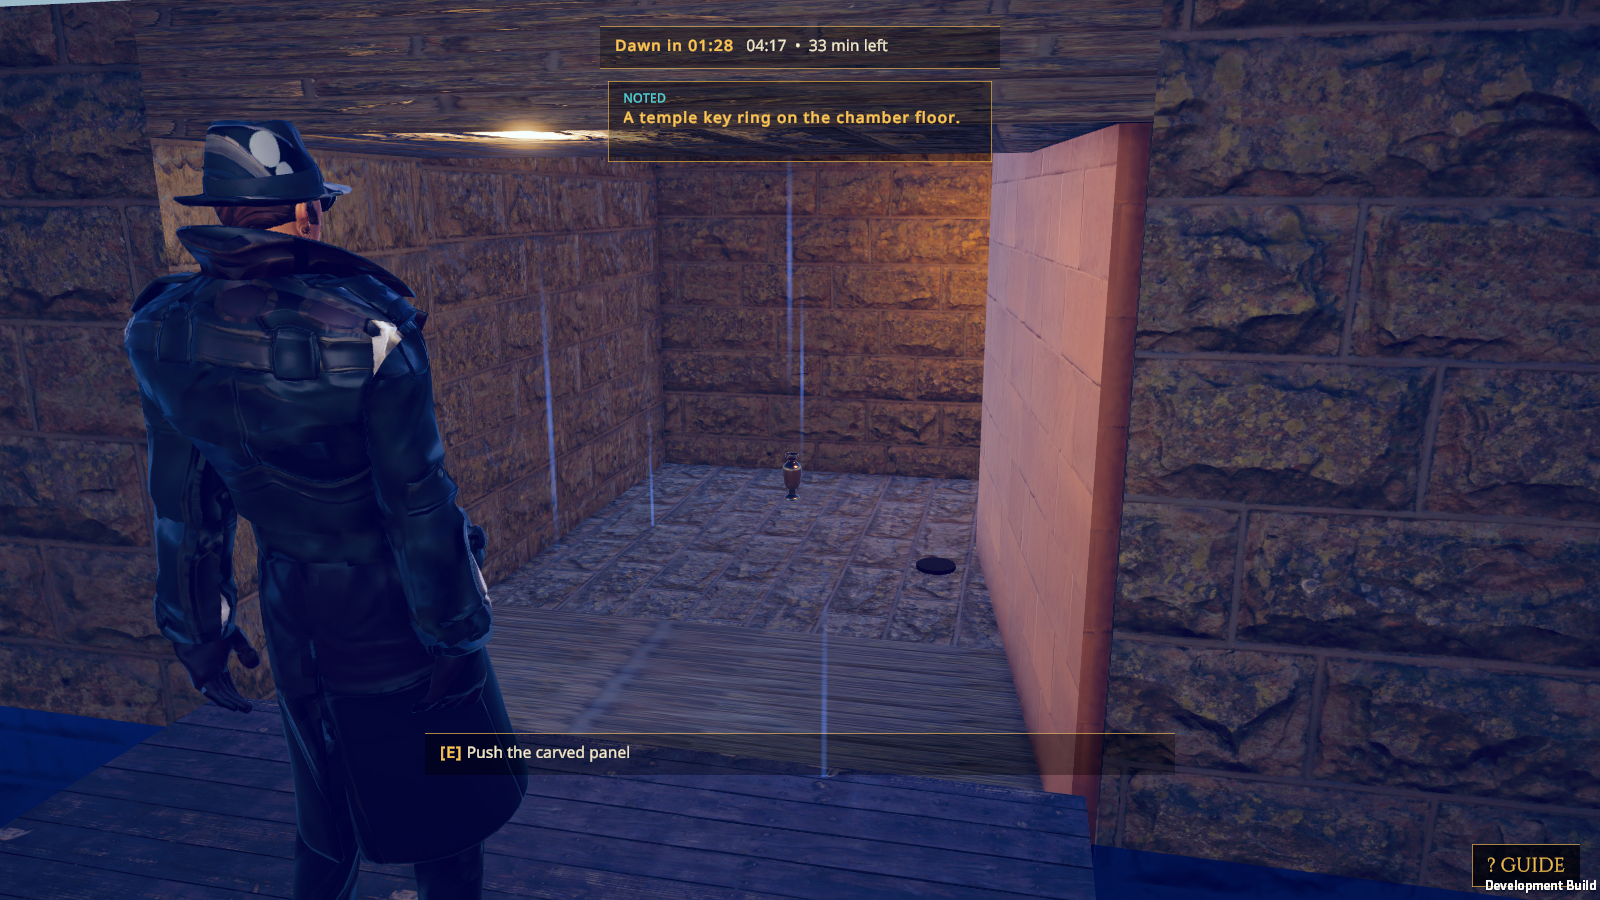 Dawn in 01:28 04:17 • 33 min left
NOTED
A temple key ring on the chamber floor.
[E] Push the carved panel
? GUIDE
Development Build